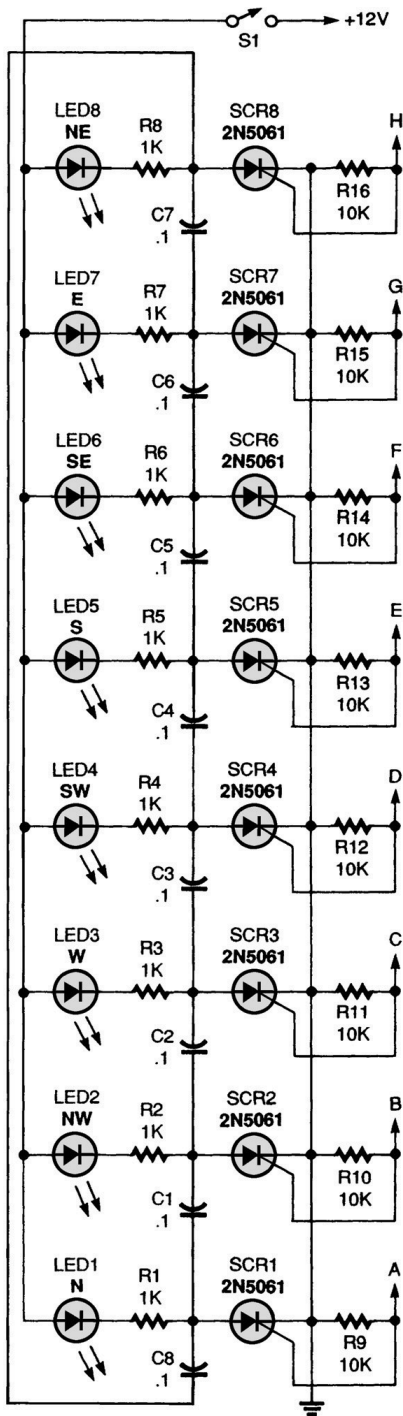 +12V
S1
LED8
NE
R8
1K
SCR8
2N5061
H
R16
10K
C7
.1
LED7
E
R7
1K
SCR7
2N5061
G
R15
10K
C6
.1
LED6
SE
R6
1K
SCR6
2N5061
F
R14
10K
C5
.1
LED5
S
R5
1K
SCR5
2N5061
E
R13
10K
C4
.1
LED4
SW
R4
1K
SCR4
2N5061
D
R12
10K
C3
.1
LED3
W
R3
1K
SCR3
2N5061
C
R11
10K
C2
.1
LED2
NW
R2
1K
SCR2
2N5061
B
R10
10K
C1
.1
LED1
N
R1
1K
SCR1
2N5061
A
R9
10K
C8
.1